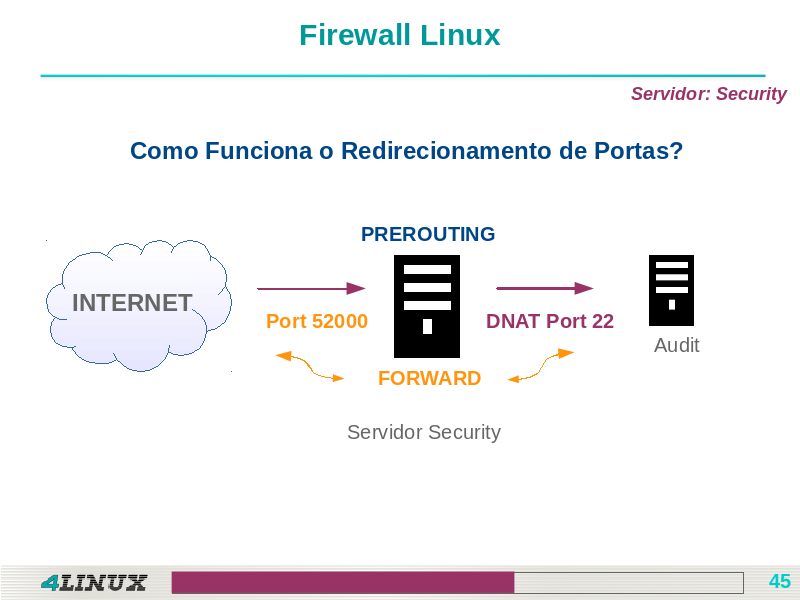 Firewall Linux
Servidor: Security
Como Funciona o Redirecionamento de Portas?
PREROUTING
INTERNET
Port 52000
DNAT Port 22
Audit
FORWARD
Servidor Security
4LINUX
45